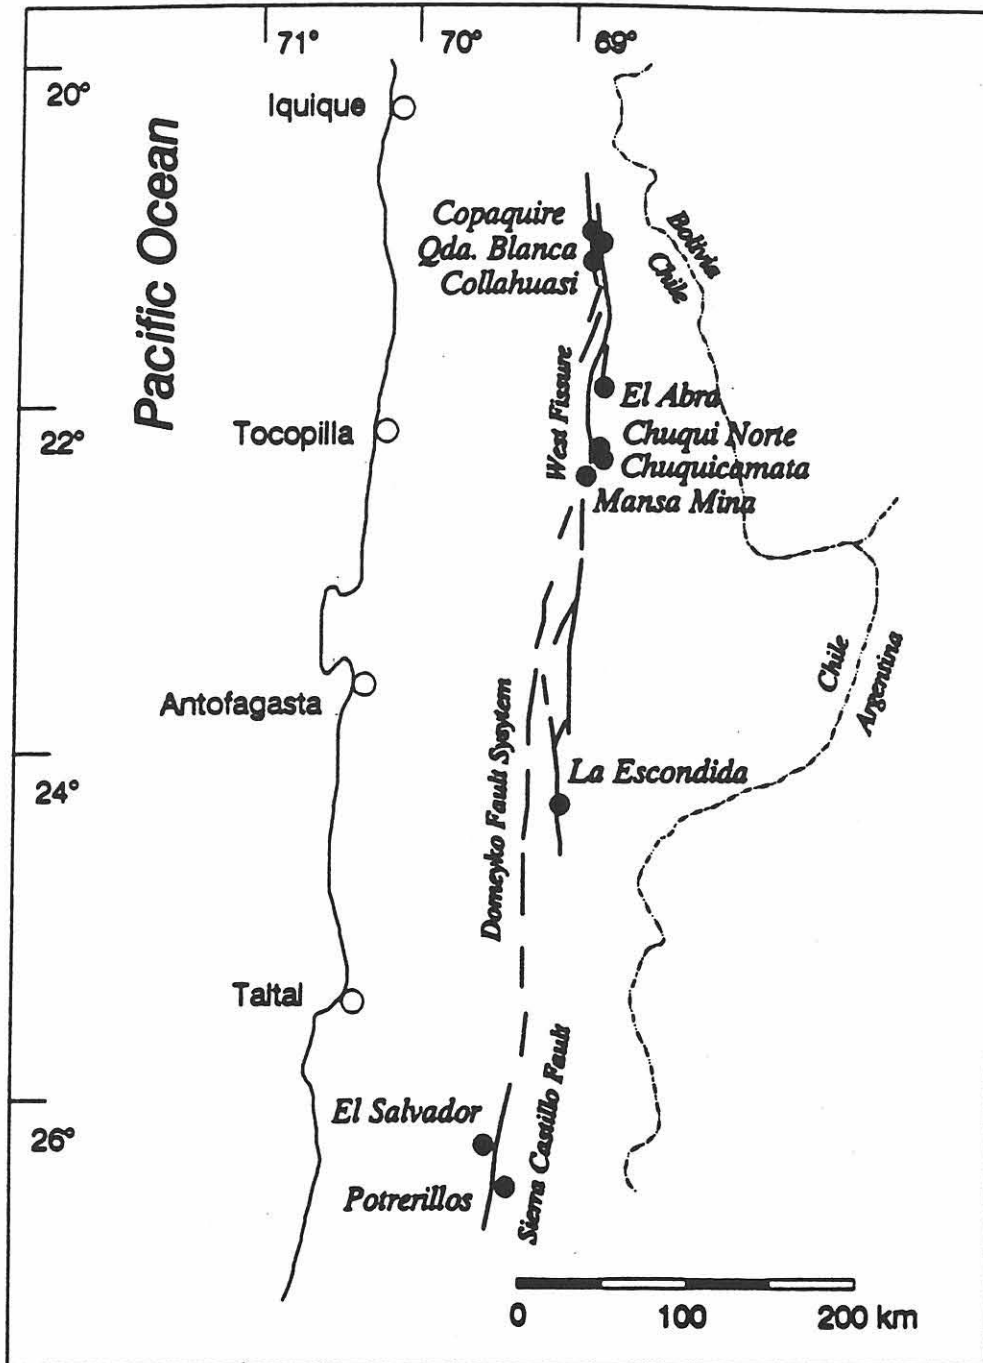 71° 70° 69°
20°
Iquique
Pacific Ocean
Copaquire
Qda. Blanca
Collahuasi
Bolivia
Chile
West Fissure
El Abra
22°
Tocopilla
Chuqui Norte
Chuquicamata
Mansa Mina
Chile
Argentina
Antofagasta
Domeyko Fault Sysytem
24°
La Escondida
Taltal
Sierra Castillo Fault
El Salvador
26°
Potrerillos
0 100 200 km